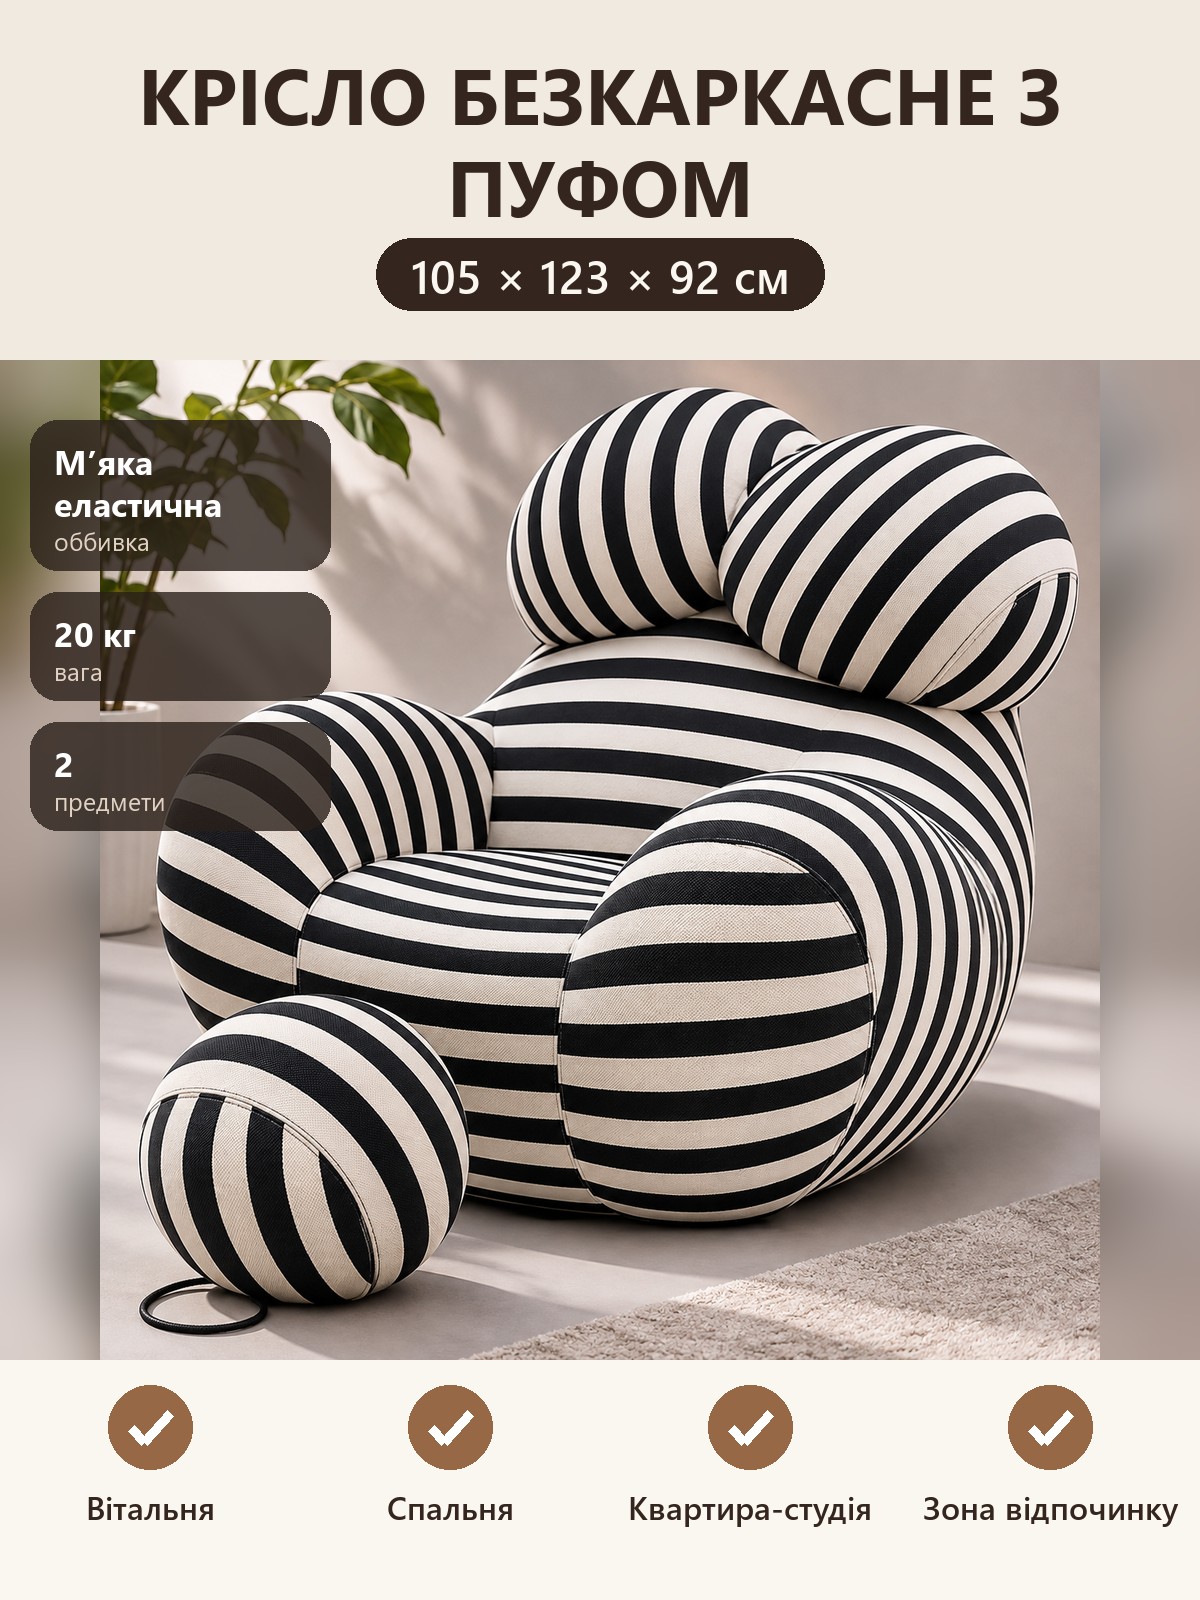 КРІСЛО БЕЗКАРКАСНЕ З
ПУФОМ
105 × 123 × 92 см
М’яка
еластична
оббивка
20 кг
вага
2
предмети
Вітальня
Спальня
Квартира-студія
Зона відпочинку